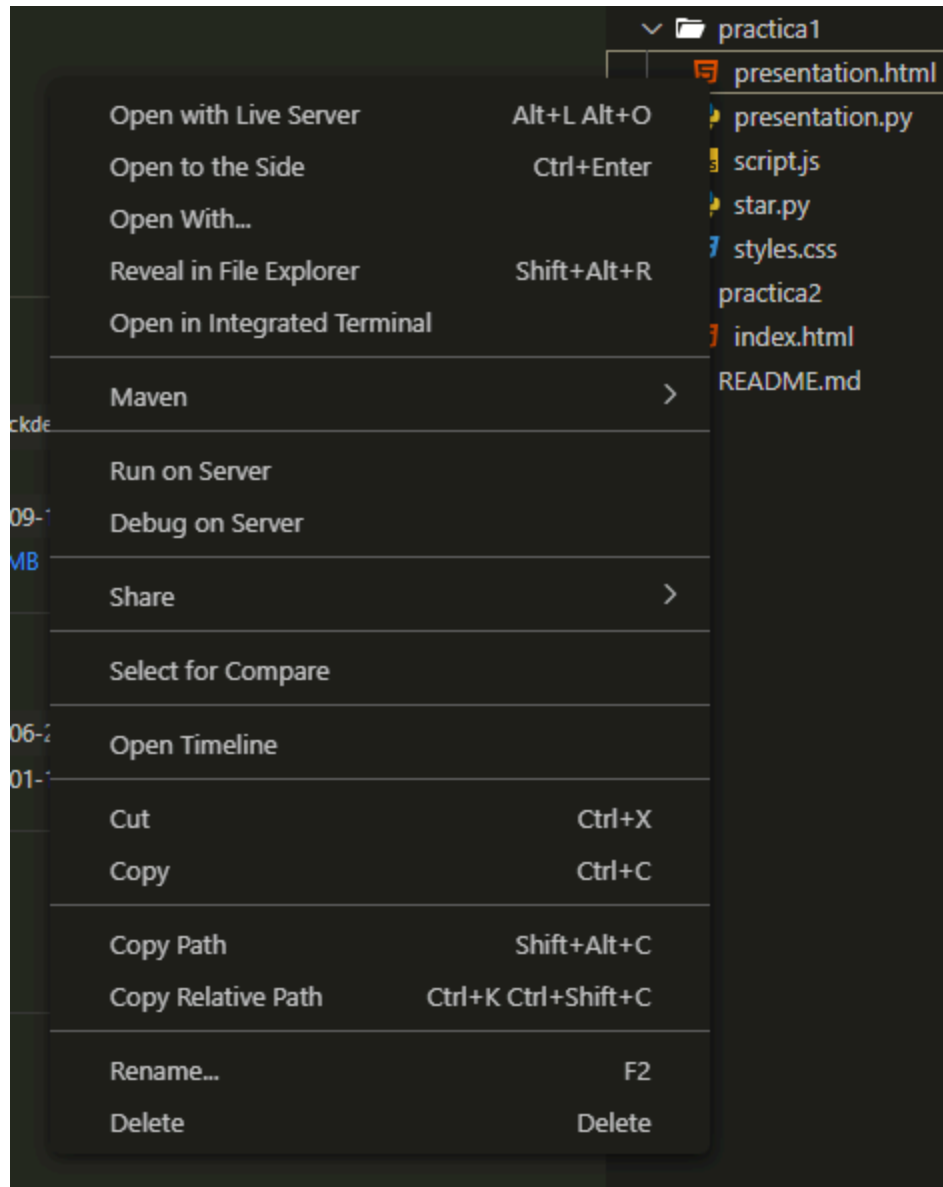 practica1
presentation.html
presentation.py
script.js
star.py
styles.css
practica2
index.html
README.md
Open with Live Server Alt+L Alt+O
Open to the Side Ctrl+Enter
Open With...
Reveal in File Explorer Shift+Alt+R
Open in Integrated Terminal
Maven
Run on Server
Debug on Server
Share
Select for Compare
Open Timeline
Cut Ctrl+X
Copy Ctrl+C
Copy Path Shift+Alt+C
Copy Relative Path Ctrl+K Ctrl+Shift+C
Rename... F2
Delete Delete
MB